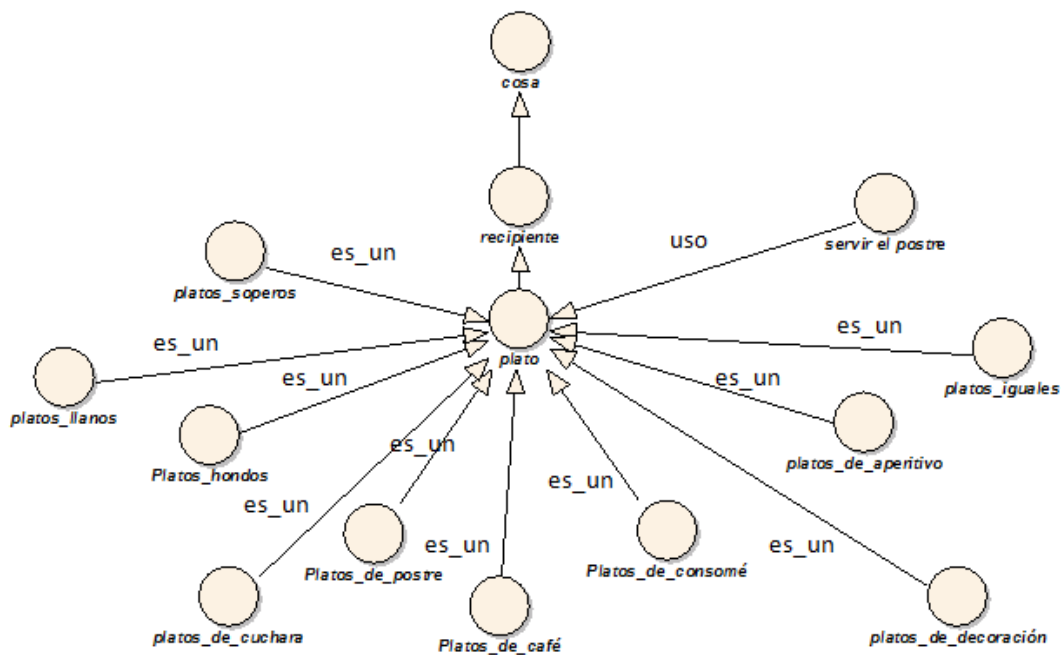 cosa
recipiente
servir el postre
uso
es_un
platos_soperos
es_un
plato
es_un
platos_iguales
platos_llanos
es_un
es_un
Platos_hondos
es_un
platos_de_aperitivo
es_un
Platos_de_postre
es_un
es_un
Platos_de_consomé
es_un
platos_de_cuchara
Platos_de_café
platos_de_decoración